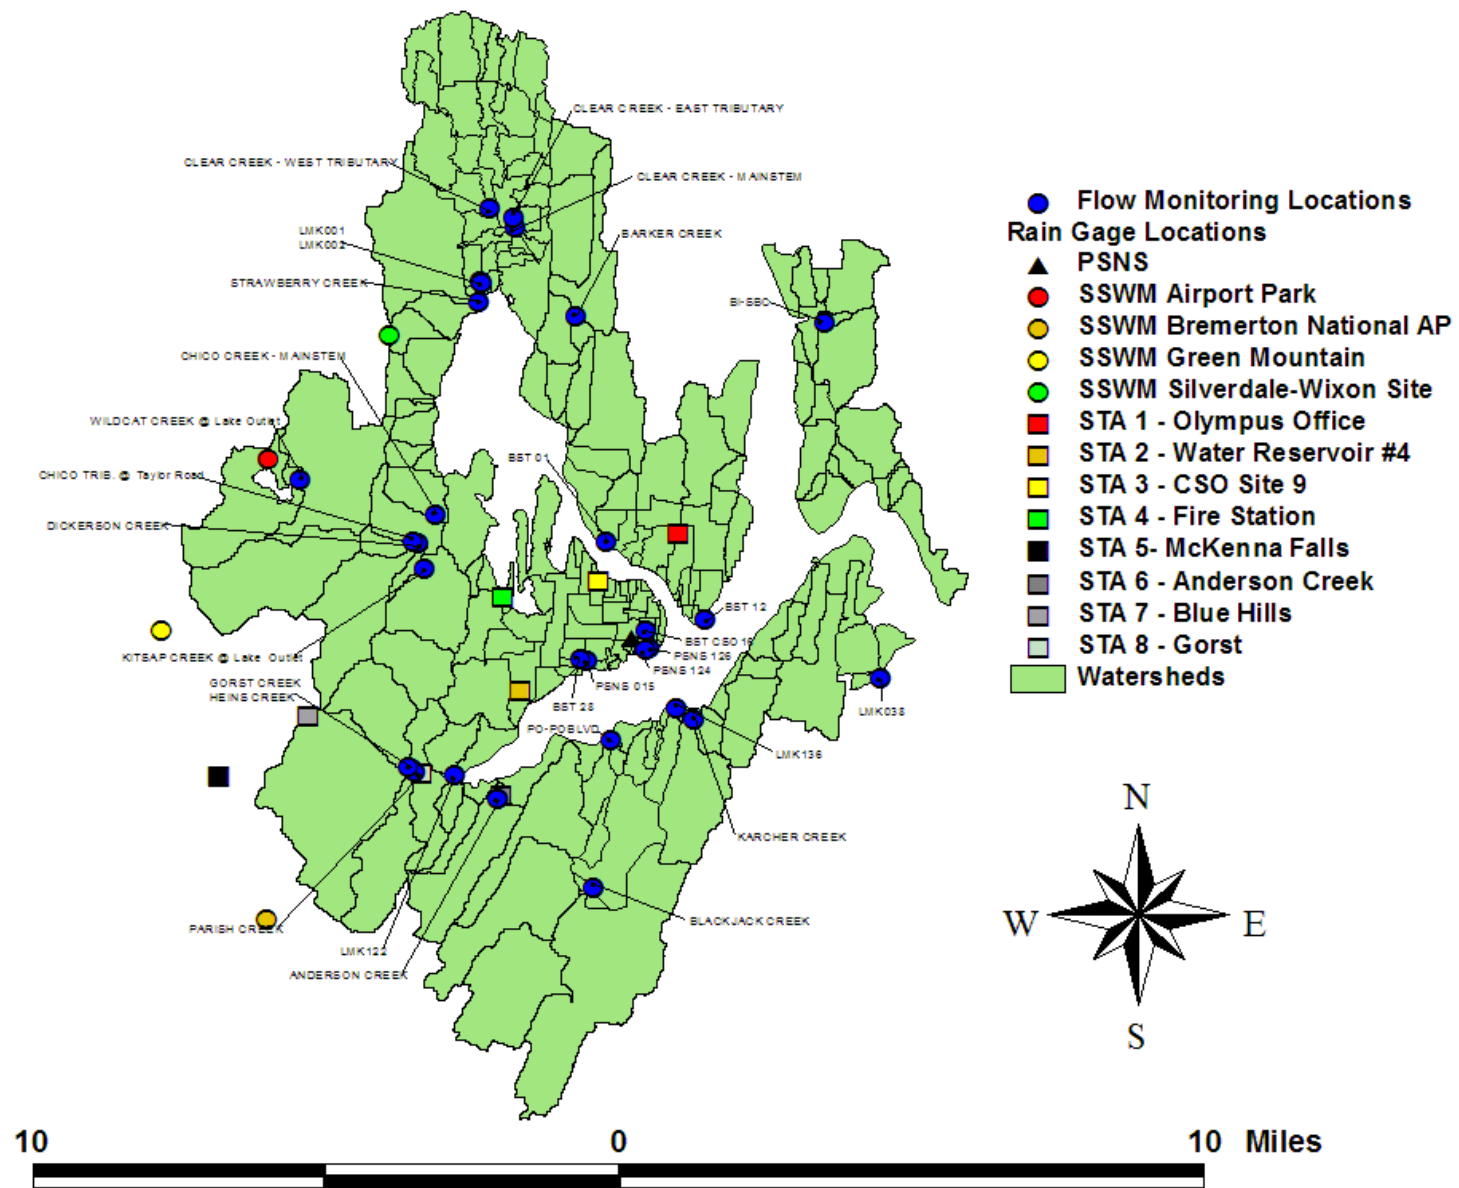 CLEAR CREEK - EAST TRIBUTARY
CLEAR CREEK - WEST TRIBUTARY
CLEAR CREEK - MAINSTEM
LMK001
LMK002
BARKER CREEK
STRAWBERRY CREEK
BI-SBC
CHICO CREEK - MAINSTEM
WILDCAT CREEK @ Lake Outlet
BST 01
CHICO TRIB. @ Taylor Road
DICKERSON CREEK
BST 12
BST CSO 16
PSNS 126
PSNS 124
KITSAP CREEK @ Lake Outlet
PSNS 015
GORST CREEK
HEINS CREEK
BST 28
LMK038
PO-POBLVD
LMK136
KARCHER CREEK
BLACKJACK CREEK
PARISH CREEK
LMK122
ANDERSON CREEK
Flow Monitoring Locations
Rain Gage Locations
PSNS
SSWM Airport Park
SSWM Bremerton National AP
SSWM Green Mountain
SSWM Silverdale-Wixon Site
STA 1 - Olympus Office
STA 2 - Water Reservoir #4
STA 3 - CSO Site 9
STA 4 - Fire Station
STA 5- McKenna Falls
STA 6 - Anderson Creek
STA 7 - Blue Hills
STA 8 - Gorst
Watersheds
N
W E
S
10 0 10 Miles